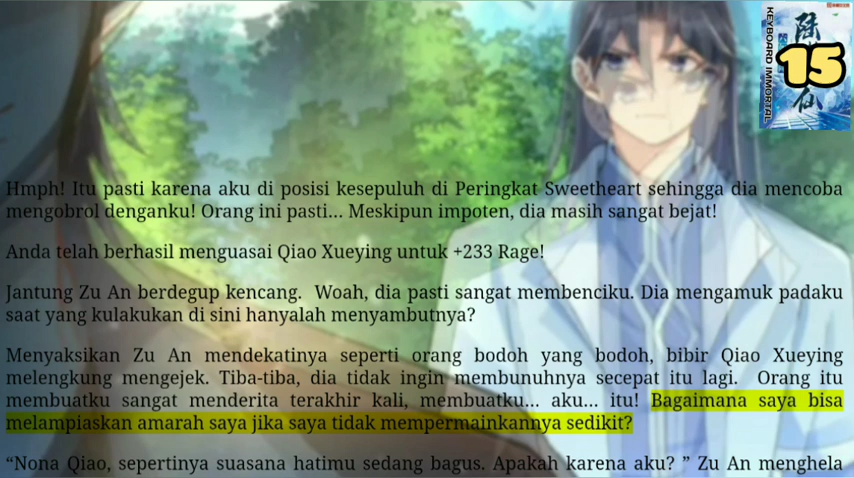 陆
仙
KEYBOARD IMMORTAL
15
Hmph! Itu pasti karena aku di posisi kesepuluh di Peringkat Sweetheart sehingga dia mencoba
mengobrol denganku! Orang ini pasti... Meskipun impoten, dia masih sangat bejat!
Anda telah berhasil menguasai Qiao Xueying untuk +233 Rage!
Jantung Zu An berdegup kencang. Woah, dia pasti sangat membenciku. Dia mengamuk padaku
saat yang kulakukan di sini hanyalah menyambutnya?
Menyaksikan Zu An mendekatinya seperti orang bodoh yang bodoh, bibir Qiao Xueying
melengkung mengejek. Tiba-tiba, dia tidak ingin membunuhnya secepat itu lagi. Orang itu
membuatku sangat menderita terakhir kali, membuatku... aku... itu! Bagaimana saya bisa
melampiaskan amarah saya jika saya tidak mempermainkannya sedikit?
“Nona Qiao, sepertinya suasana hatimu sedang bagus. Apakah karena aku? ” Zu An menghela